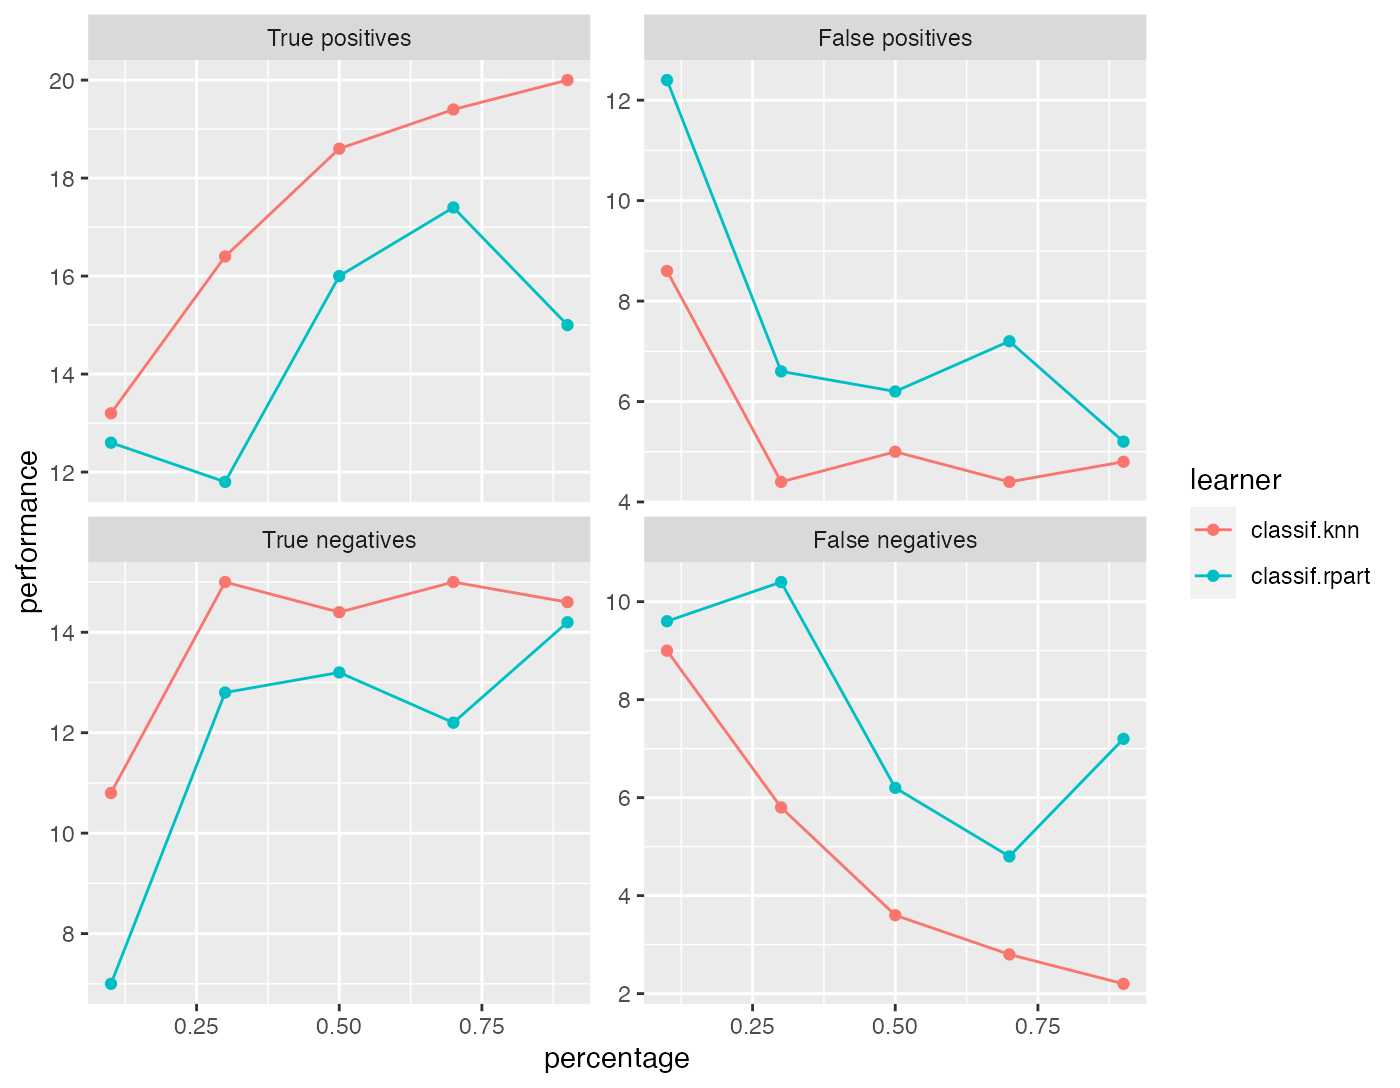 True positives
False positives
20
18
16
14
12
12
10
8
6
4
True negatives
False negatives
14
12
10
8
10
8
6
4
2
0.25 0.50 0.75
0.25 0.50 0.75
percentage
performance
learner
classif.knn
classif.rpart